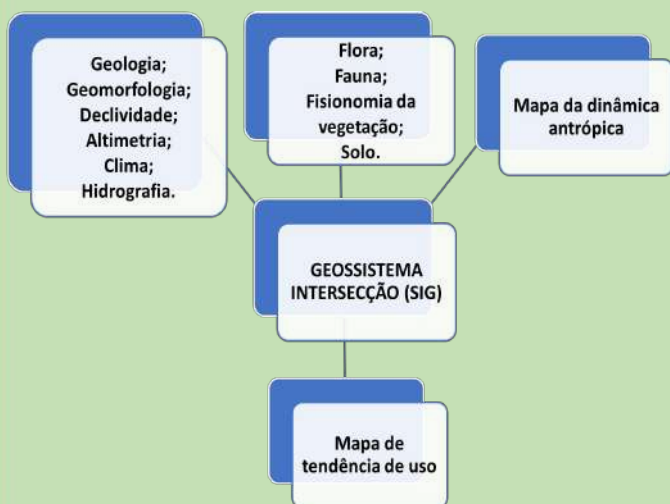 Geologia;
Geomorfologia;
Declividade;
Altimetria;
Clima;
Hidrografia.
Flora;
Fauna;
Fisionomia da
vegetação;
Solo.
Mapa da dinâmica
antrópica
GEOSSISTEMA
INTERSECÇÃO (SIG)
Mapa de
tendência de uso